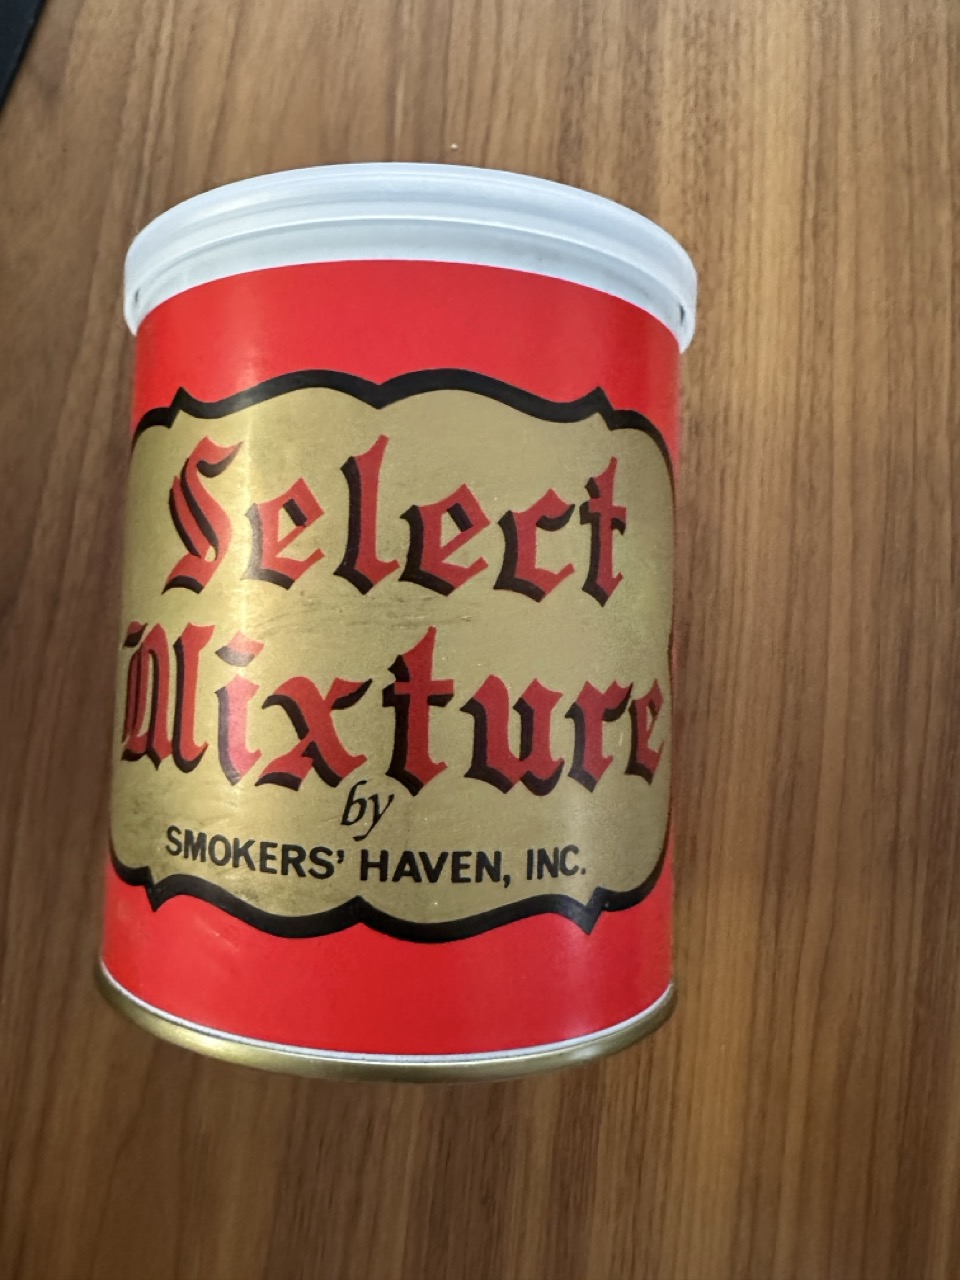 Select
Mixture
by
SMOKERS' HAVEN, INC.